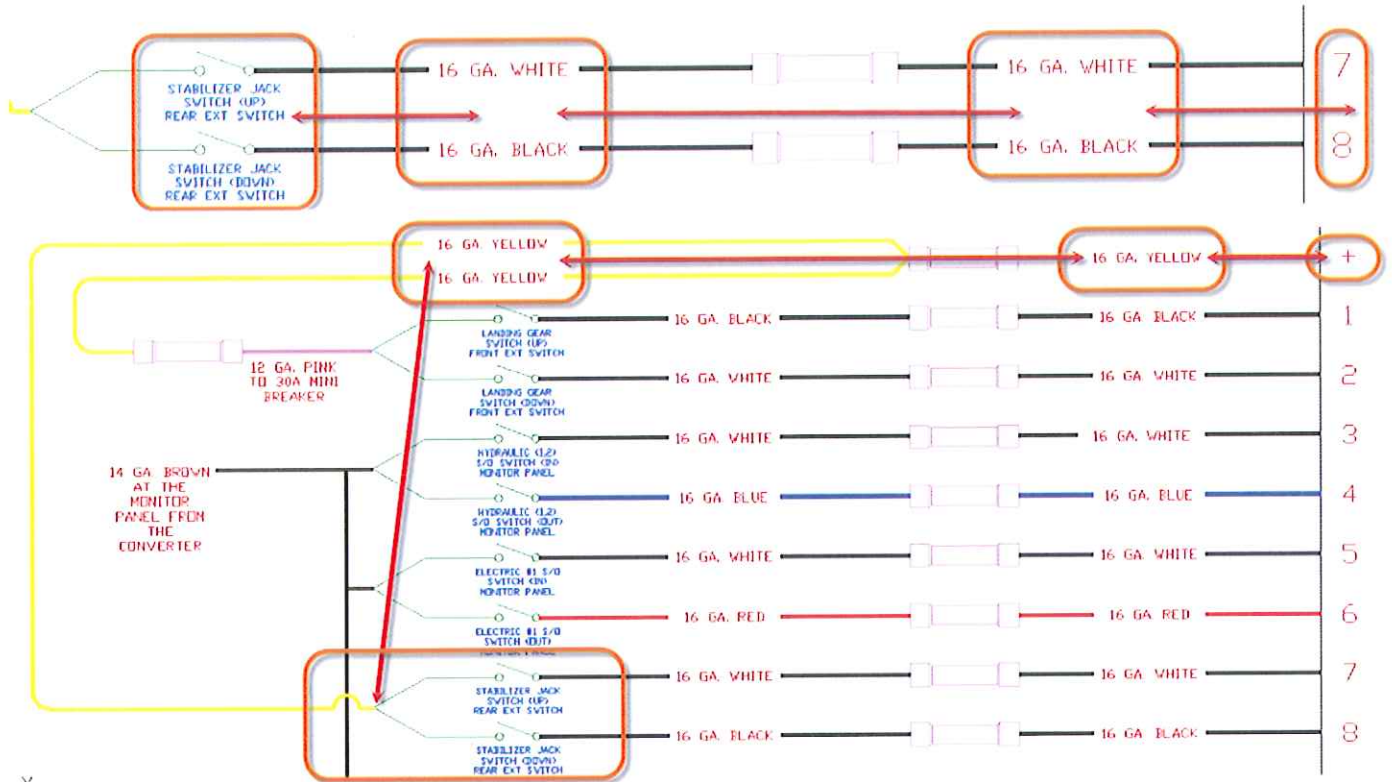 STABILIZER JACK
SWITCH (UP)
REAR EXT SWITCH
16 GA. WHITE
16 GA. WHITE
7
STABILIZER JACK
SWITCH (DOWN)
REAR EXT SWITCH
16 GA. BLACK
16 GA. BLACK
8
16 GA. YELLOW
16 GA. YELLOW
16 GA. YELLOW
+
12 GA. PINK
TO 30A MINI
BREAKER
LANDING GEAR
SWITCH (UP)
FRONT EXT SWITCH
16 GA. BLACK
16 GA. BLACK
1
LANDING GEAR
SWITCH (DOWN)
FRONT EXT SWITCH
16 GA. WHITE
16 GA. WHITE
2
14 GA. BROWN
AT THE
MONITOR
PANEL FROM
THE
CONVERTER
HYDRAULIC (1,2)
S/O SWITCH (IN)
MONITOR PANEL
16 GA. WHITE
16 GA. WHITE
3
HYDRAULIC (1,2)
S/O SWITCH (OUT)
MONITOR PANEL
16 GA. BLUE
16 GA. BLUE
4
ELECTRIC #1 S/O
SWITCH (IN)
MONITOR PANEL
16 GA. WHITE
16 GA. WHITE
5
ELECTRIC #1 S/O
SWITCH (OUT)
16 GA. RED
16 GA. RED
6
STABILIZER JACK
SWITCH (UP)
REAR EXT SWITCH
16 GA. WHITE
16 GA. WHITE
7
STABILIZER JACK
SWITCH (DOWN)
REAR EXT SWITCH
16 GA. BLACK
16 GA. BLACK
8